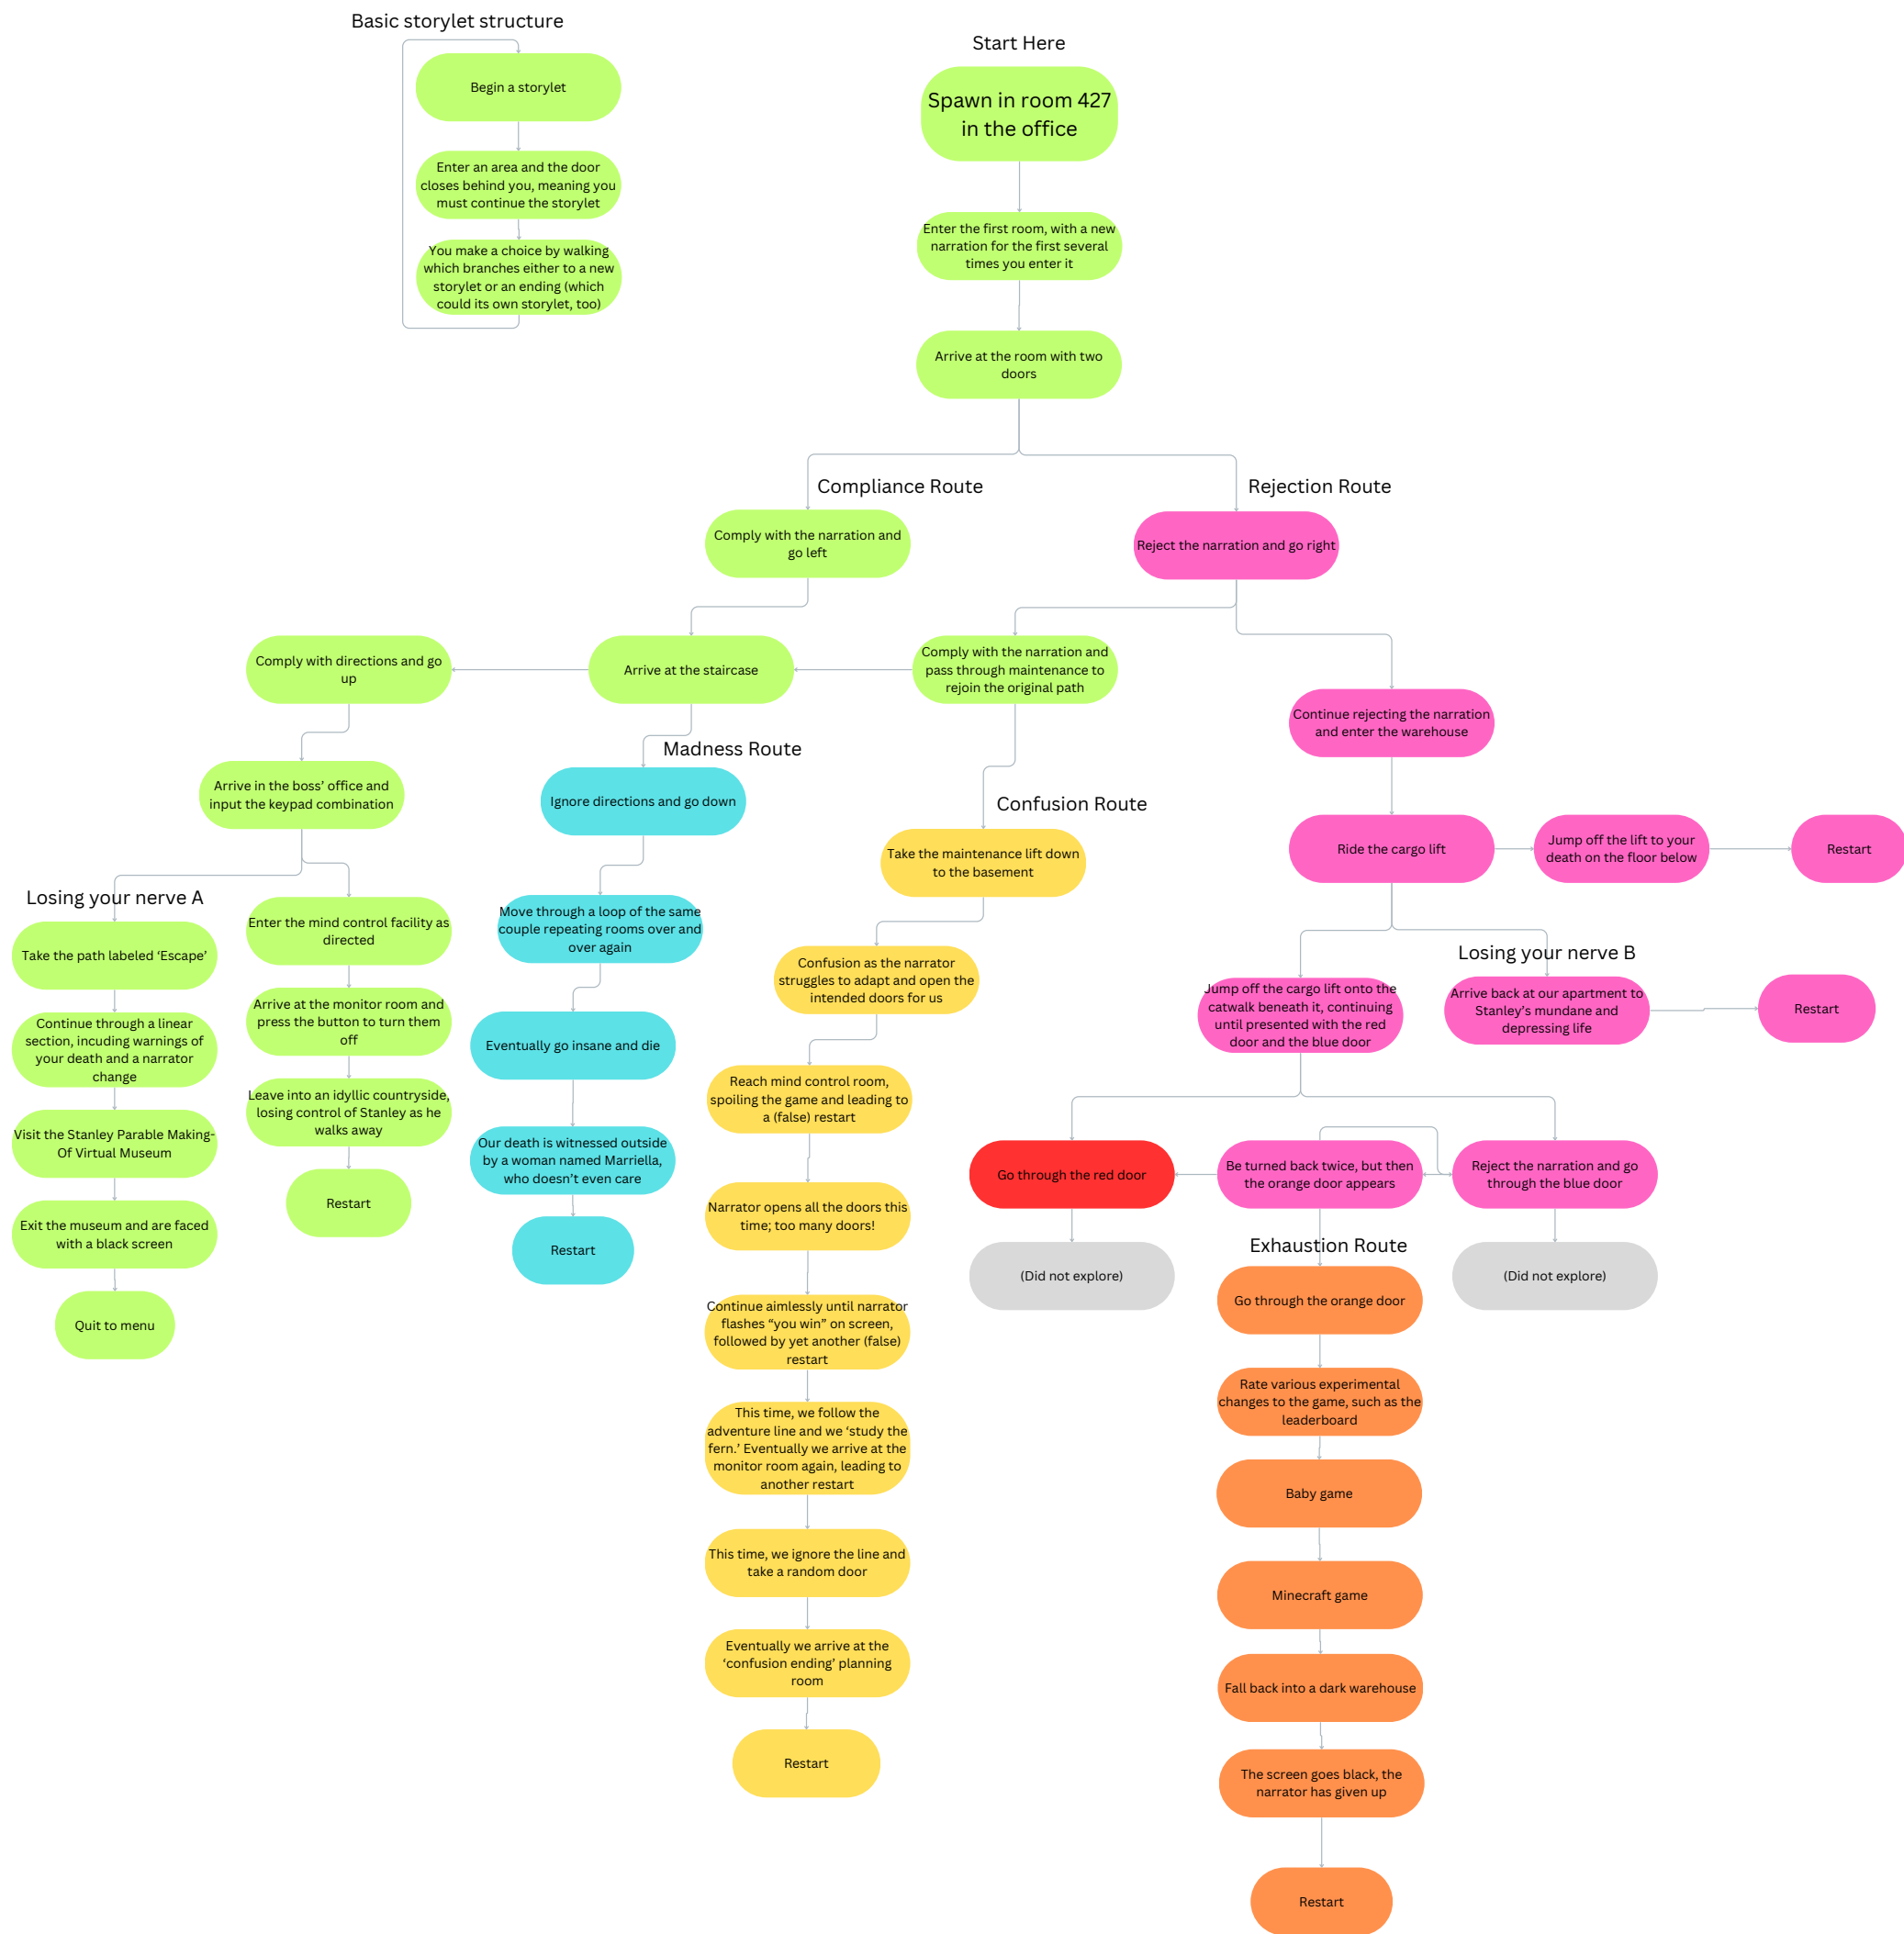 Basic storylet structure
Begin a storylet
Enter an area and the door
closes behind you, meaning you
must continue the storylet
You make a choice by walking
which branches either to a new
storylet or an ending (which
could its own storylet, too)
Start Here
Spawn in room 427
in the office
Enter the first room, with a new
narration for the first several
times you enter it
Arrive at the room with two
doors
Compliance Route
Rejection Route
Comply with the narration and
go left
Reject the narration and go right
Comply with directions and go
up
Arrive at the staircase
Comply with the narration and
pass through maintenance to
rejoin the original path
Continue rejecting the narration
and enter the warehouse
Arrive in the boss’ office and
input the keypad combination
Madness Route
Ignore directions and go down
Confusion Route
Take the maintenance lift down
to the basement
Ride the cargo lift
Jump off the lift to your
death on the floor below
Restart
Losing your nerve A
Take the path labeled ‘Escape’
Continue through a linear
section, incuding warnings of
your death and a narrator
change
Visit the Stanley Parable Making-
Of Virtual Museum
Exit the museum and are faced
with a black screen
Quit to menu
Enter the mind control facility as
directed
Arrive at the monitor room and
press the button to turn them
off
Leave into an idyllic countryside,
losing control of Stanley as he
walks away
Restart
Move through a loop of the same
couple repeating rooms over and
over again
Eventually go insane and die
Our death is witnessed outside
by a woman named Marriella,
who doesn’t even care
Restart
Confusion as the narrator
struggles to adapt and open the
intended doors for us
Reach mind control room,
spoiling the game and leading to
a (false) restart
Narrator opens all the doors this
time; too many doors!
Continue aimlessly until narrator
flashes “you win” on screen,
followed by yet another (false)
restart
This time, we follow the
adventure line and we ‘study the
fern.’ Eventually we arrive at the
monitor room again, leading to
another restart
This time, we ignore the line and
take a random door
Eventually we arrive at the
‘confusion ending’ planning
room
Restart
Jump off the cargo lift onto the
catwalk beneath it, continuing
until presented with the red
door and the blue door
Losing your nerve B
Arrive back at our apartment to
Stanley’s mundane and
depressing life
Restart
Go through the red door
Be turned back twice, but then
the orange door appears
Reject the narration and go
through the blue door
(Did not explore)
(Did not explore)
Exhaustion Route
Go through the orange door
Rate various experimental
changes to the game, such as the
leaderboard
Baby game
Minecraft game
Fall back into a dark warehouse
The screen goes black, the
narrator has given up
Restart